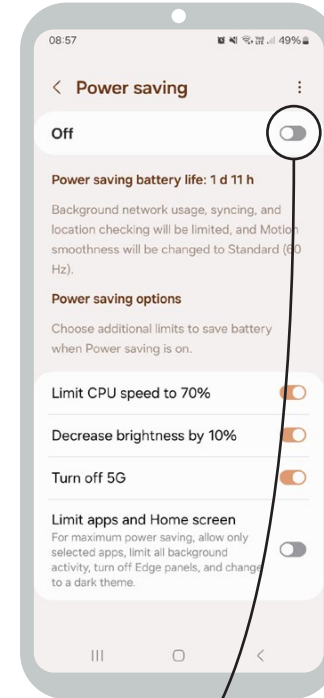 08:57 49%
Power saving
Off
Power saving battery life: 1 d 11 h
Background network usage, syncing, and
location checking will be limited, and Motion
smoothness will be changed to Standard (60
Hz).
Power saving options
Choose additional limits to save battery
when Power saving is on.
Limit CPU speed to 70%
Decrease brightness by 10%
Turn off 5G
Limit apps and Home screen
For maximum power saving, allow only
selected apps, limit all background
activity, turn off Edge panels, and change
to a dark theme.